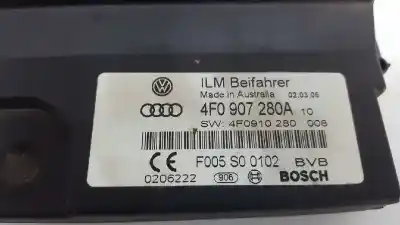 ILM Beifahrer
Made in Australia 02.03.06
4F0 907 280A 10
SW: 4F0910 280 008
F005 S0 0102 BVB
0206222 906 BOSCH